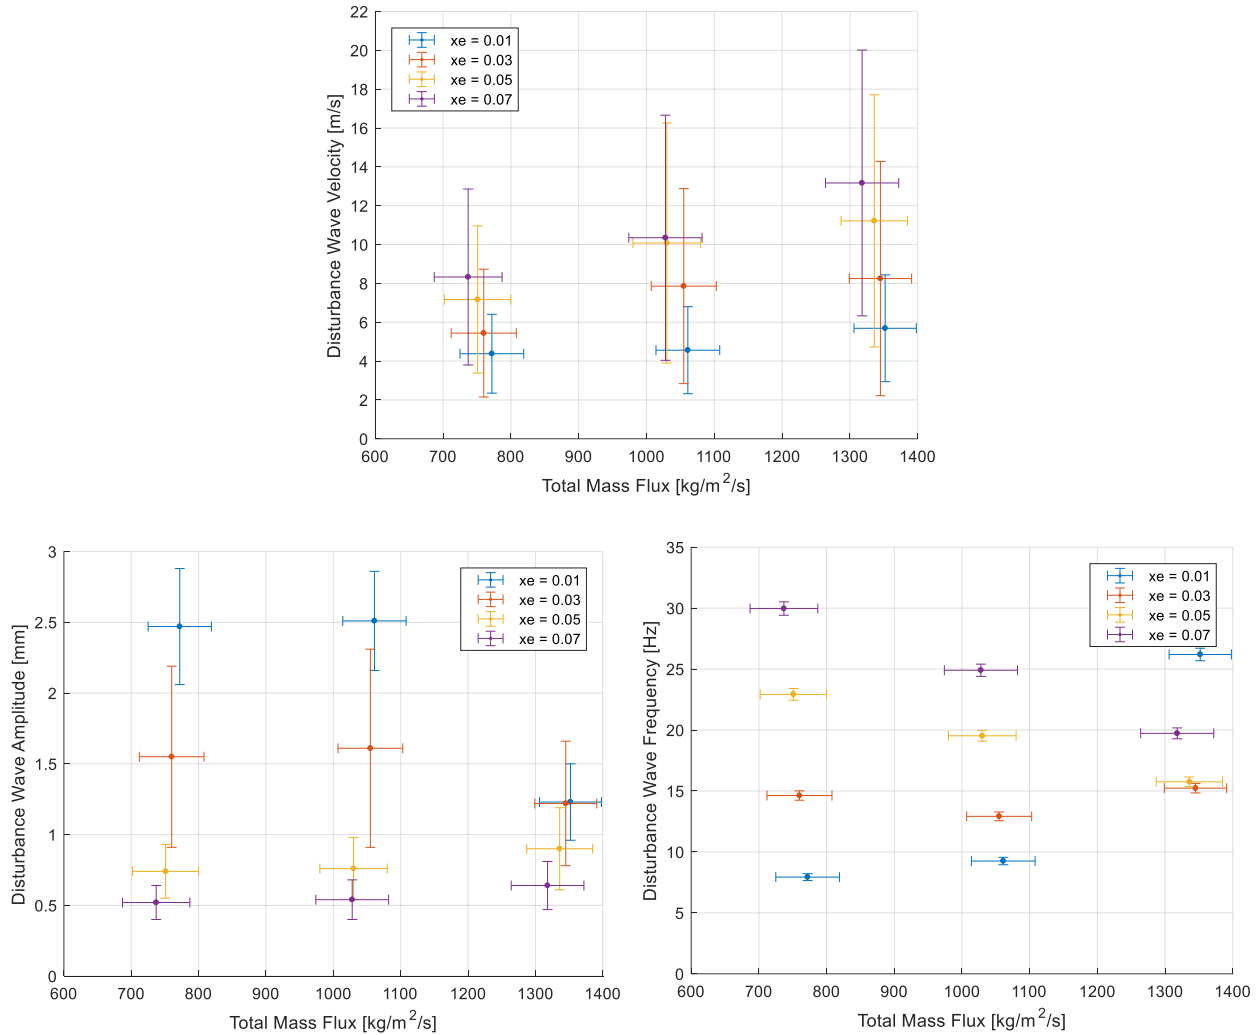 22
20
18
16
14
12
10
8
6
4
2
0
Disturbance Wave Velocity [m/s]
xe = 0.01
xe = 0.03
xe = 0.05
xe = 0.07
600 700 800 900 1000 1100 1200 1300 1400
Total Mass Flux [kg/m²/s]
3
2.5
2
1.5
1
0.5
0
Disturbance Wave Amplitude [mm]
xe = 0.01
xe = 0.03
xe = 0.05
xe = 0.07
600 700 800 900 1000 1100 1200 1300 1400
Total Mass Flux [kg/m²/s]
35
30
25
20
15
10
5
0
Disturbance Wave Frequency [Hz]
xe = 0.01
xe = 0.03
xe = 0.05
xe = 0.07
600 700 800 900 1000 1100 1200 1300 1400
Total Mass Flux [kg/m²/s]